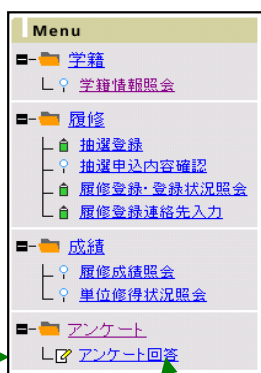 Menu
学籍
学籍情報照会
履修
抽選登録
抽選申込内容確認
履修登録・登録状況照会
履修登録連絡先入力
成績
履修成績照会
単位修得状況照会
アンケート
アンケート回答